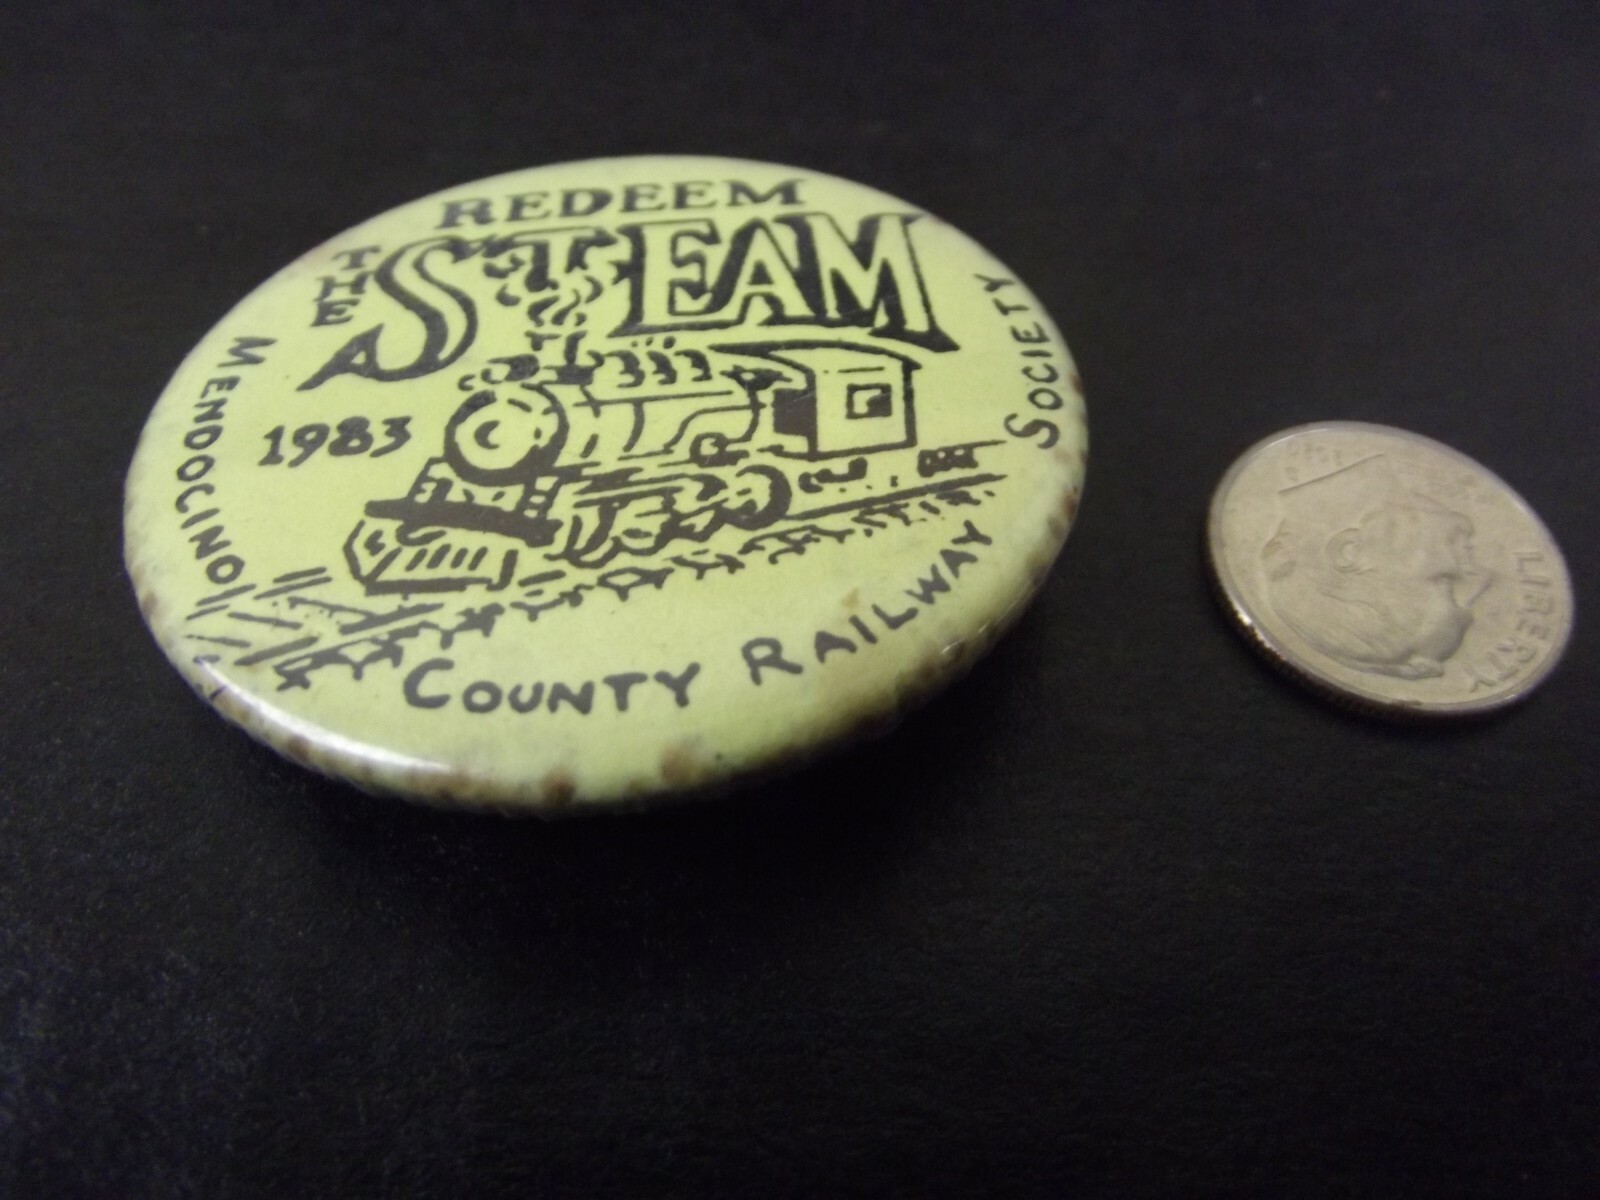 REDEEM
THE
STEAM
1983
MENDOCINO COUNTY RAILWAY SOCIETY
LIBERTY